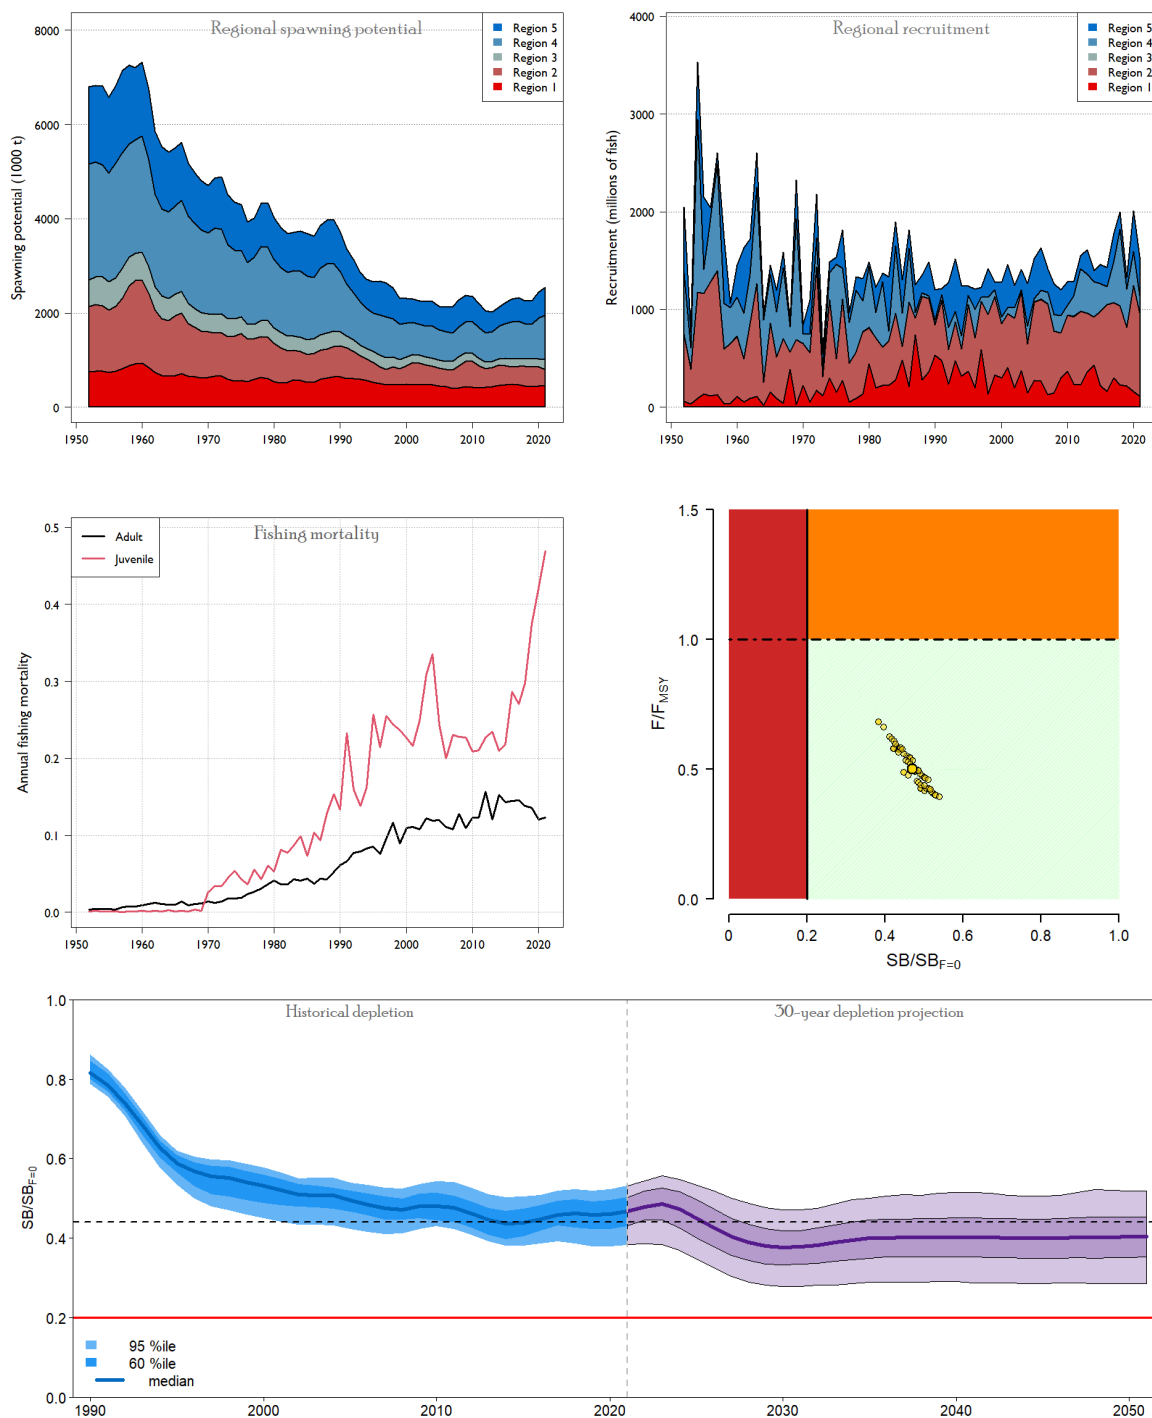 Regional spawning potential
Region 5
Region 4
Region 3
Region 2
Region 1
Spawning potential (1000 t)
8000
6000
4000
2000
0
1950 1960 1970 1980 1990 2000 2010 2020
Regional recruitment
Region 5
Region 4
Region 3
Region 2
Region 1
Recruitment (millions of fish)
4000
3000
2000
1000
0
1950 1960 1970 1980 1990 2000 2010 2020
Fishing mortality
Adult
Juvenile
Annual fishing mortality
0.5
0.4
0.3
0.2
0.1
0.0
1950 1960 1970 1980 1990 2000 2010 2020
F/FMSY
1.5
1.0
0.5
0.0
0 0.2 0.4 0.6 0.8 1.0
SB/SBF=0
Historical depletion
30-year depletion projection
SB/SBF=0
1.0
0.8
0.6
0.4
0.2
0.0
95 %ile
60 %ile
median
1990 2000 2010 2020 2030 2040 2050